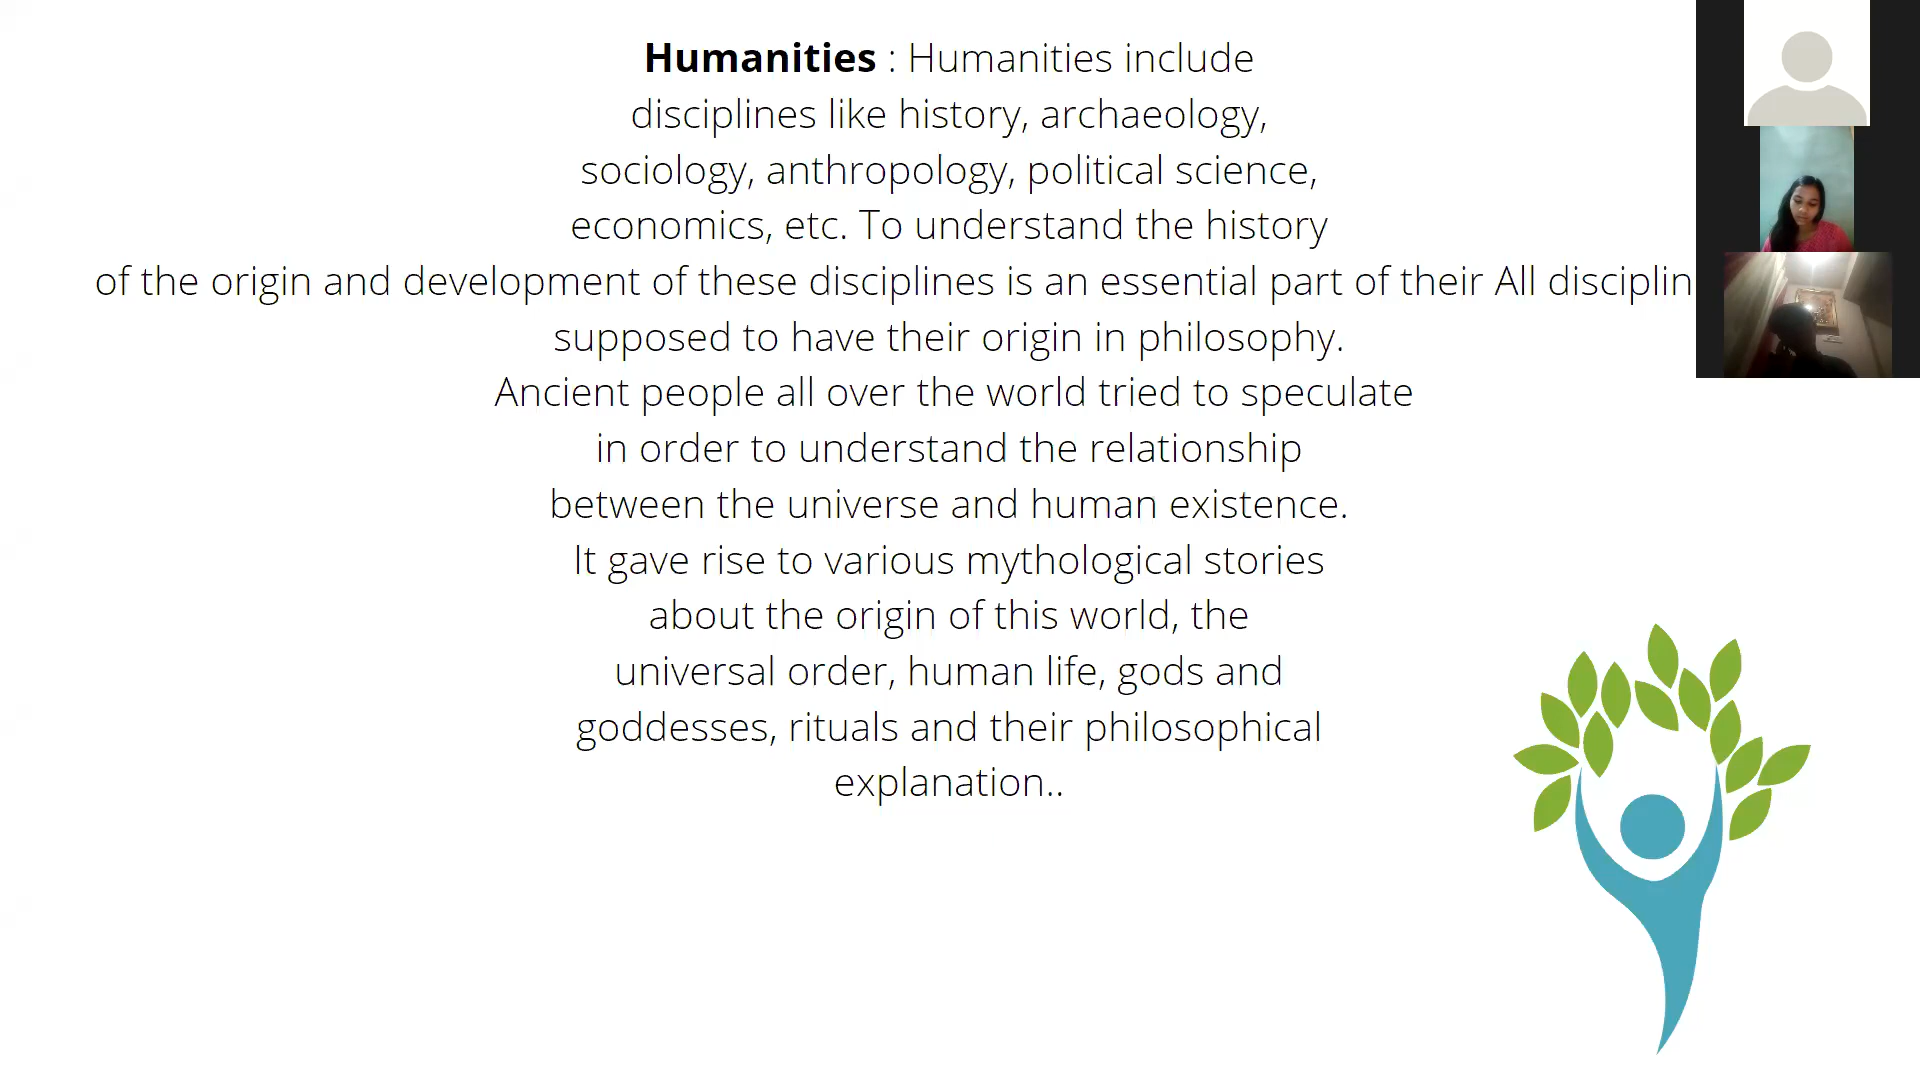 Humanities : Humanities include
disciplines like history, archaeology,
sociology, anthropology, political science,
economics, etc. To understand the history
of the origin and development of these disciplines is an essential part of their All disciplin
supposed to have their origin in philosophy.
Ancient people all over the world tried to speculate
in order to understand the relationship
between the universe and human existence.
It gave rise to various mythological stories
about the origin of this world, the
universal order, human life, gods and
goddesses, rituals and their philosophical
explanation..